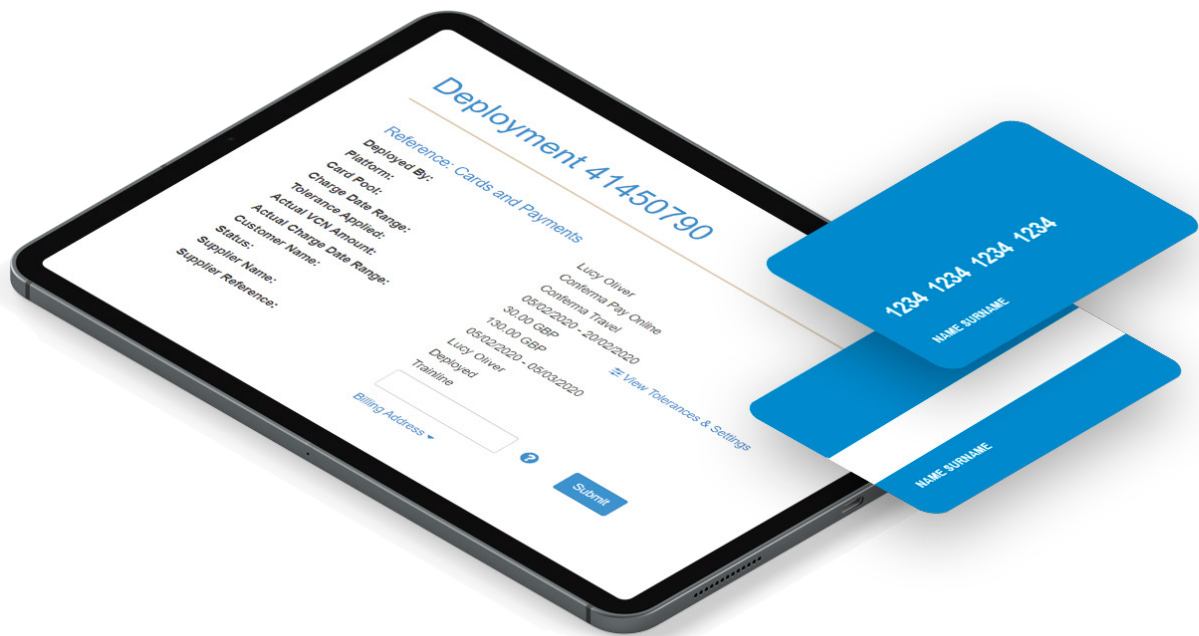 Deployment 41450790
Reference: Cards and Payments
Deployed By: Lucy Oliver
Platform: Conferma Pay Online
Card Pool: Conferma Travel
Charge Date Range: 05/02/2020 - 20/02/2020
Tolerance Applied: 30.00 GBP View Tolerances & Settings
Actual VCN Amount: 130.00 GBP
Actual Charge Date Range: 05/02/2020 - 05/03/2020
Customer Name: Lucy Oliver
Status: Deployed
Supplier Name: Trainline
Supplier Reference:
?
Billing Address
Submit
1234 1234 1234 1234
NAME SURNAME
NAME SURNAME